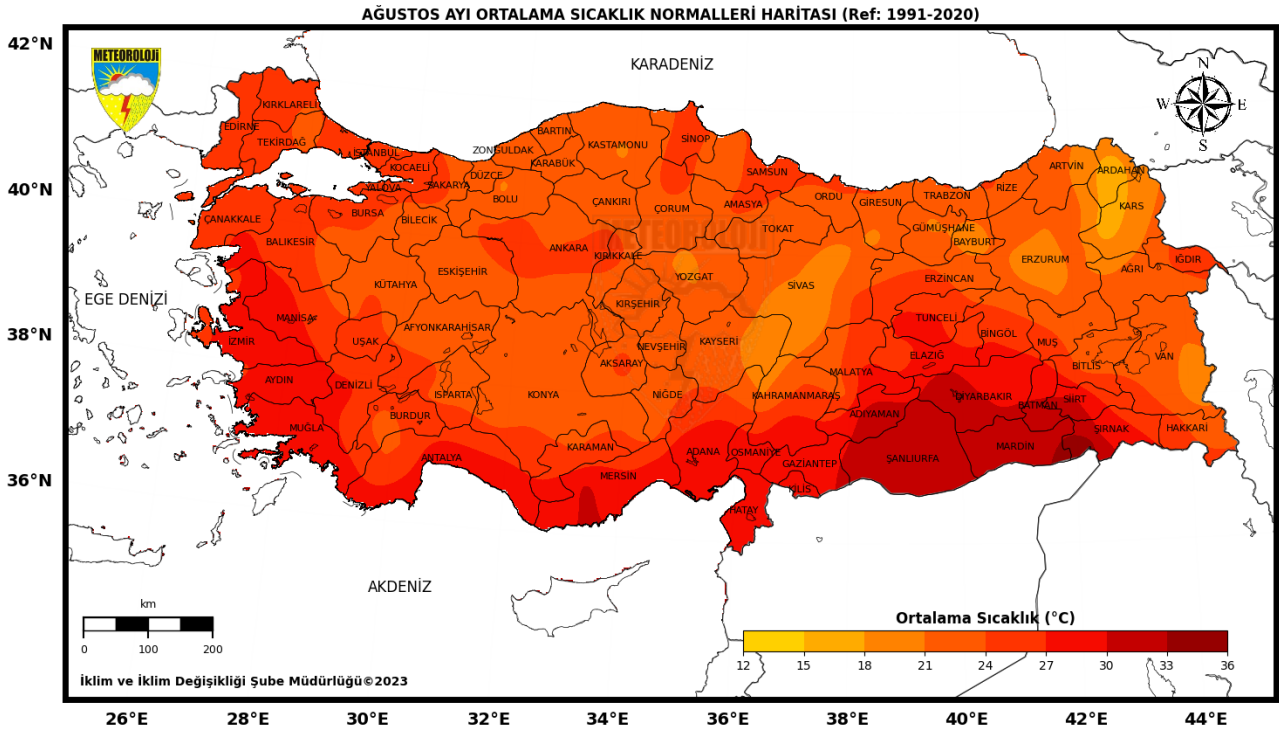 AĞUSTOS AYI ORTALAMA SICAKLIK NORMALLERİ HARİTASI (Ref: 1991-2020)
42°N
40°N
38°N
36°N
METEOROLOJİ
KARADENİZ
N
W
E
S
KIRKLARELİ
EDİRNE
TEKİRDAĞ
İSTANBUL
KOCAELİ
YALOVA
SAKARYA
DÜZCE
ZONGULDAK
BARTIN
KARABÜK
KASTAMONU
SİNOP
SAMSUN
BOLU
ÇANKIRI
ÇORUM
AMASYA
ORDU
GİRESUN
TRABZON
RİZE
ARTVİN
ARDAHAN
KARS
ÇANAKKALE
BURSA
BİLECİK
BALIKESİR
ANKARA
KIRIKKALE
METEOROLOJİ
TOKAT
GÜMÜŞHANE
BAYBURT
ERZURUM
AĞRI
IĞDIR
EGE DENİZİ
ESKİŞEHİR
KÜTAHYA
YOZGAT
SİVAS
ERZİNCAN
MANİSA
UŞAK
AFYONKARAHİSAR
KIRŞEHİR
NEVŞEHİR
KAYSERİ
TUNCELİ
BİNGÖL
MUŞ
BİTLİS
VAN
İZMİR
AYDIN
DENİZLİ
ISPARTA
KONYA
AKSARAY
NİĞDE
KAHRAMANMARAŞ
MALATYA
ELAZIĞ
DİYARBAKIR
BATMAN
SİİRT
MUĞLA
BURDUR
ANTALYA
KARAMAN
MERSİN
ADANA
OSMANİYE
GAZİANTEP
KİLİS
HATAY
ADIYAMAN
ŞANLIURFA
MARDİN
ŞIRNAK
HAKKARİ
AKDENİZ
km
0 100 200
Ortalama Sıcaklık (°C)
12 15 18 21 24 27 30 33 36
İklim ve İklim Değişikliği Şube Müdürlüğü©2023
26°E 28°E 30°E 32°E 34°E 36°E 38°E 40°E 42°E 44°E